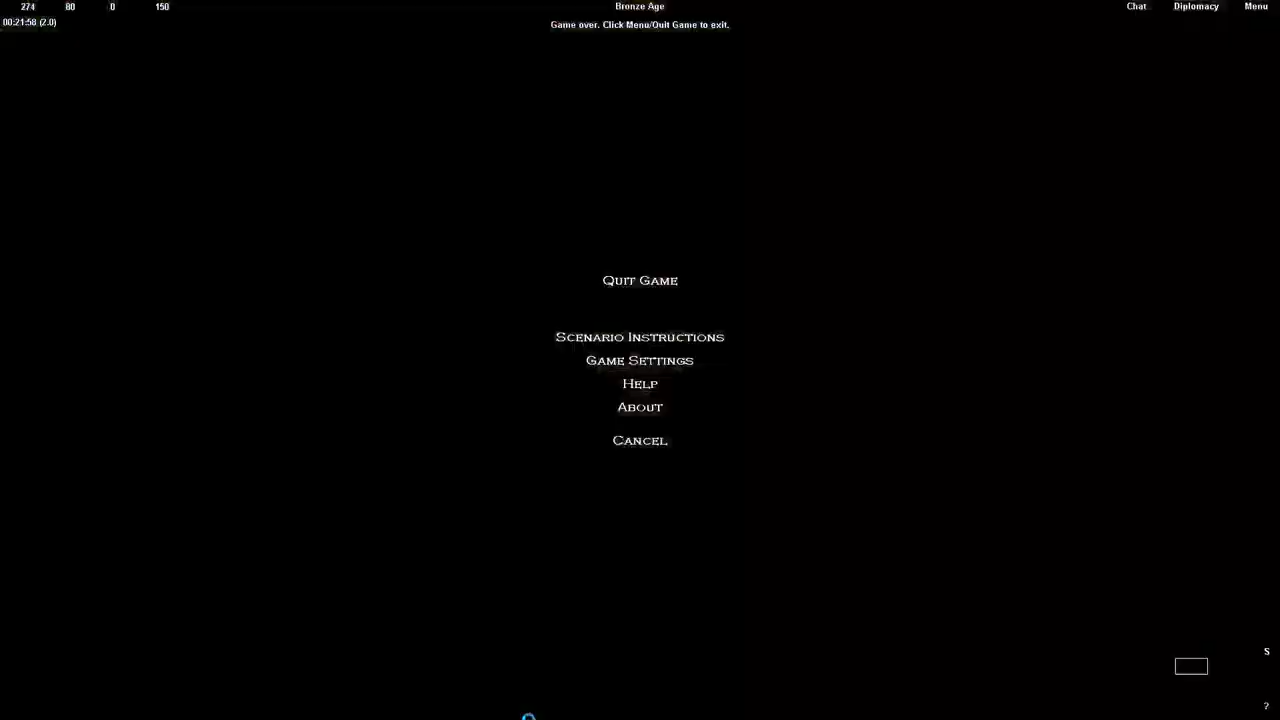 274 80 0 150 Bronze Age Chat Diplomacy Menu
00:21:58 (2.0)
Game over. Click Menu/Quit Game to exit.
Quit Game
Scenario Instructions
Game Settings
Help
About
Cancel
S
?